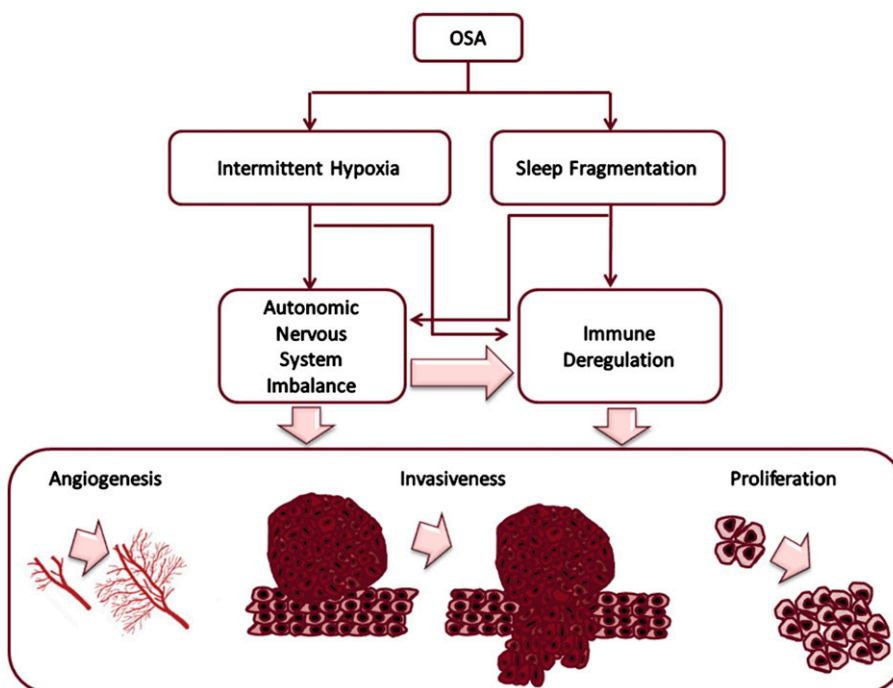 OSA
Intermittent Hypoxia
Sleep Fragmentation
Autonomic
Nervous
System
Imbalance
Immune
Deregulation
Angiogenesis
Invasiveness
Proliferation